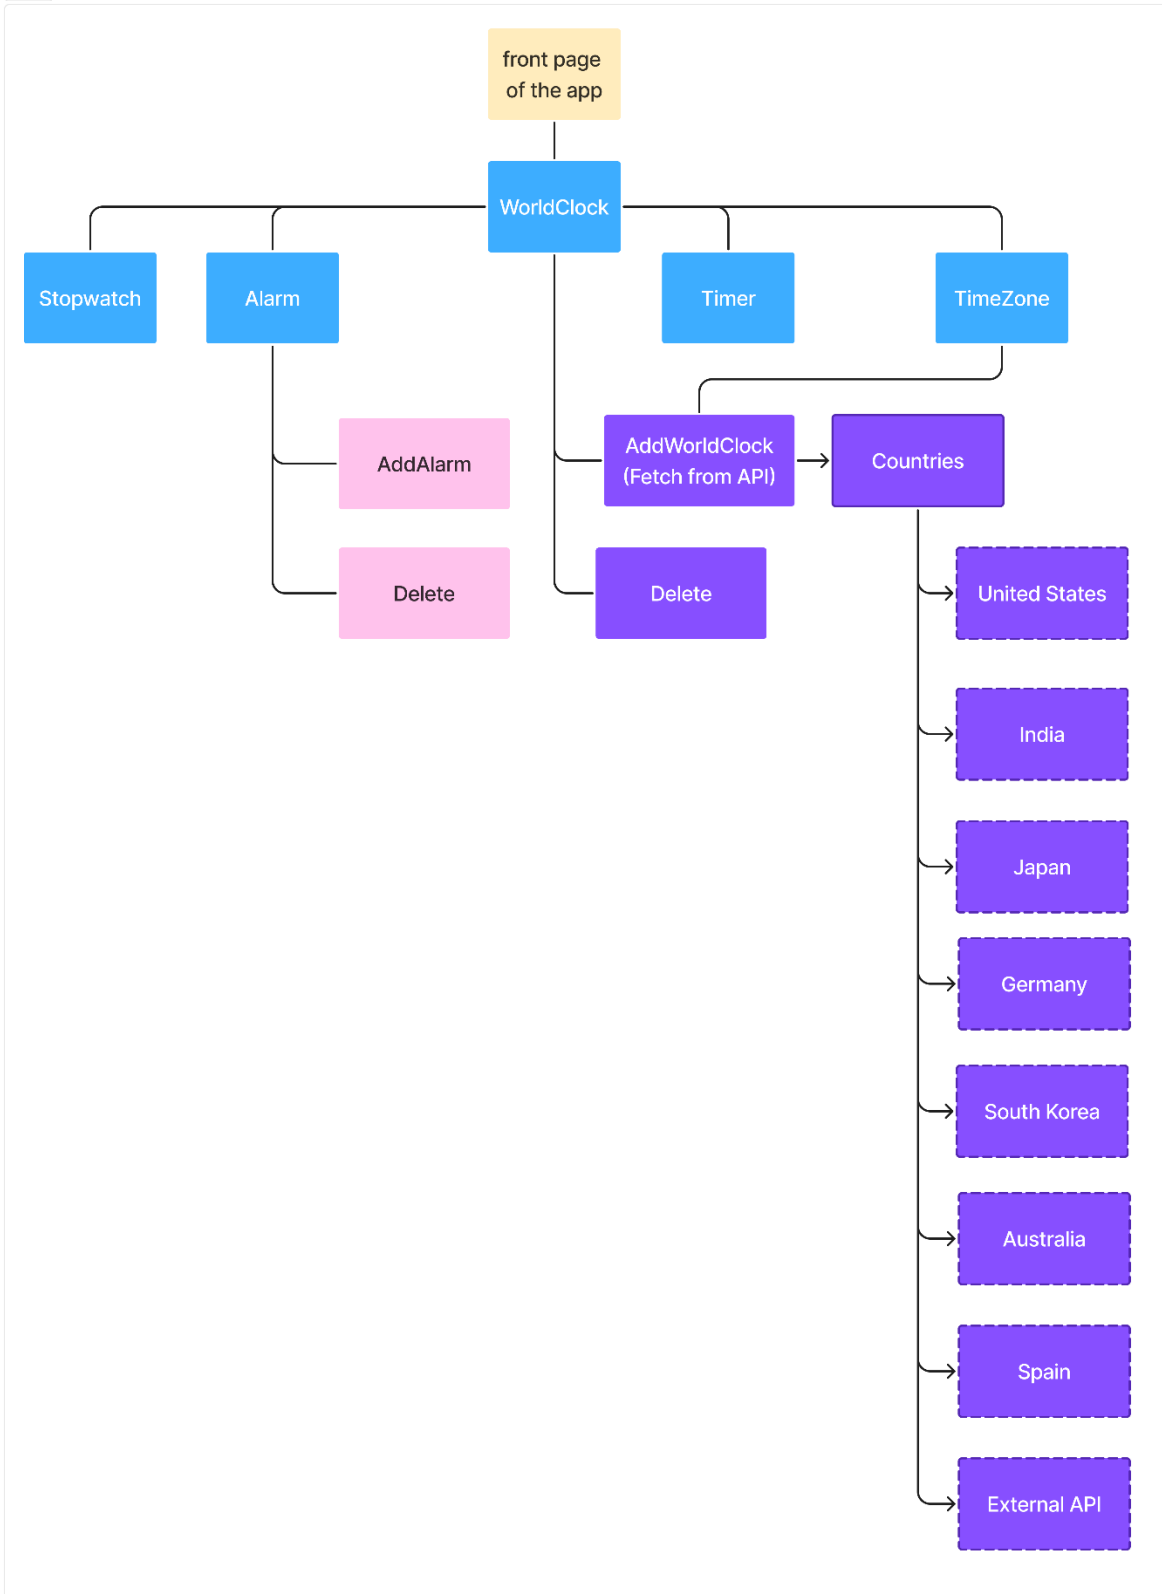 front page
of the app
WorldClock
Stopwatch
Alarm
Timer
TimeZone
AddAlarm
AddWorldClock
(Fetch from API)
Countries
Delete
Delete
United States
India
Japan
Germany
South Korea
Australia
Spain
External API